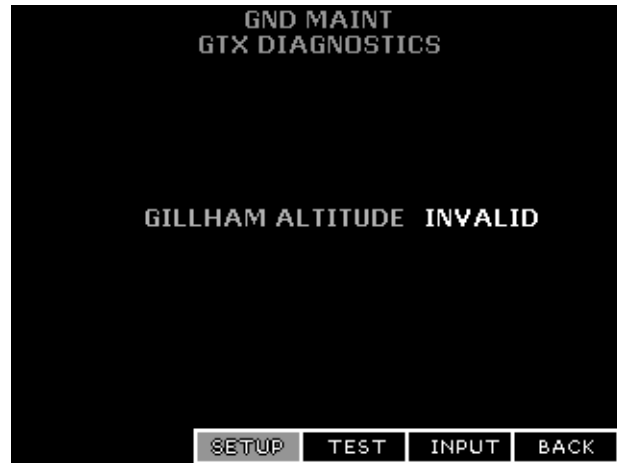 GND MAINT
GTX DIAGNOSTICS
GILLHAM ALTITUDE INVALID
SETUP TEST INPUT BACK